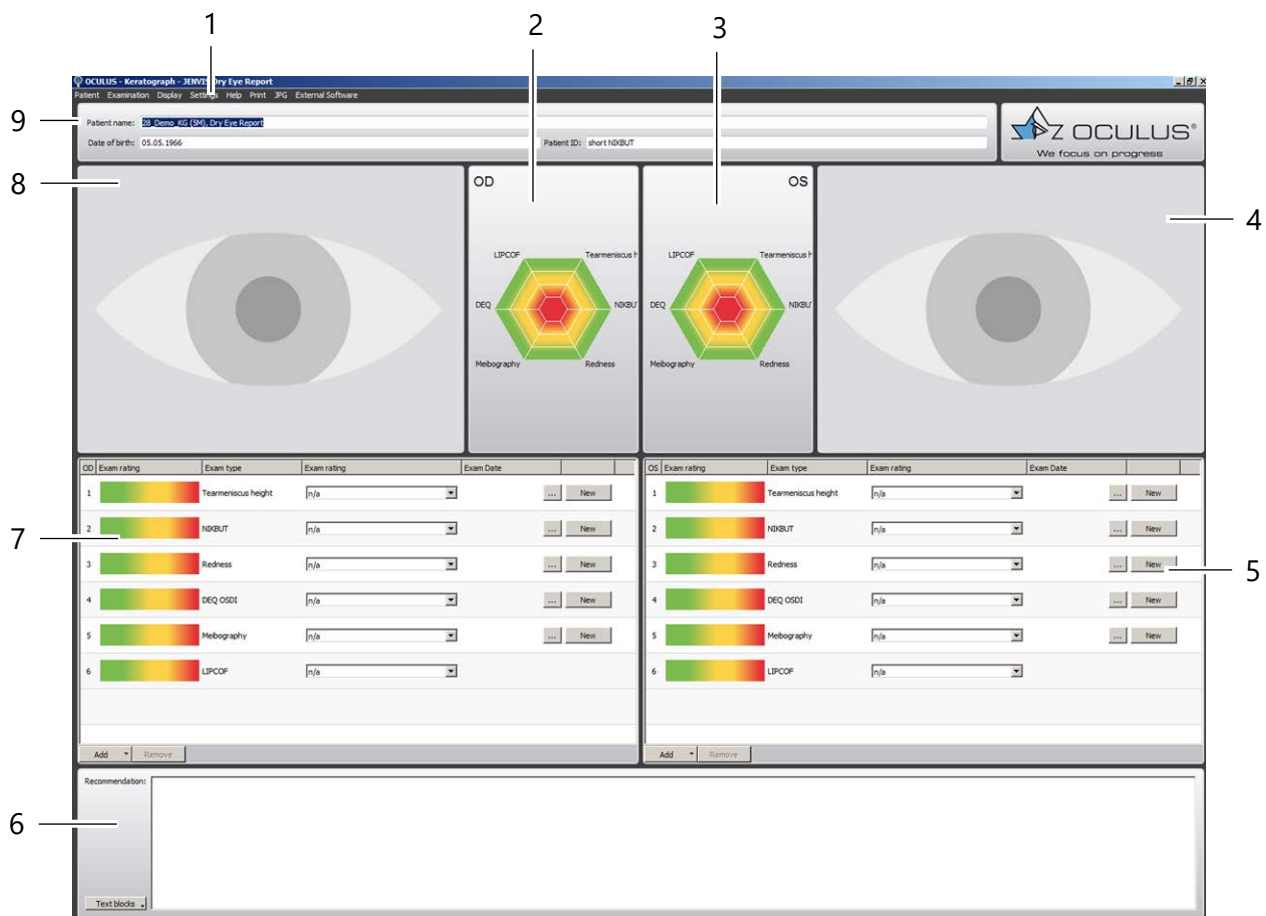 1 2 3
OCULUS - Keratograph - JENVIS Dry Eye Report
Patient Examination Display Settings Help Print JPG External Software
9 Patient name: 28_Demo_KG (SM), Dry Eye Report
Date of birth: 05.05.1966 Patient ID: short NIKBUT
OCULUS®
We focus on progress
8 OD OS 4
LIPCOF Tearmeniscus h LIPCOF Tearmeniscus h
DEQ NIKBU DEQ NIKBU
Meibography Redness Meibography Redness
OD Exam rating Exam type Exam rating Exam Date
1 Tearmeniscus height n/a ... New
2 NIKBUT n/a ... New
7
3 Redness n/a ... New
4 DEQ OSDI n/a ... New
5 Meibography n/a ... New
6 LIPCOF n/a
Add Remove
OS Exam rating Exam type Exam rating Exam Date
1 Tearmeniscus height n/a ... New
2 NIKBUT n/a ... New
3 Redness n/a ... New
5
4 DEQ OSDI n/a ... New
5 Meibography n/a ... New
6 LIPCOF n/a
Add Remove
Recommendation:
6
Text blocks